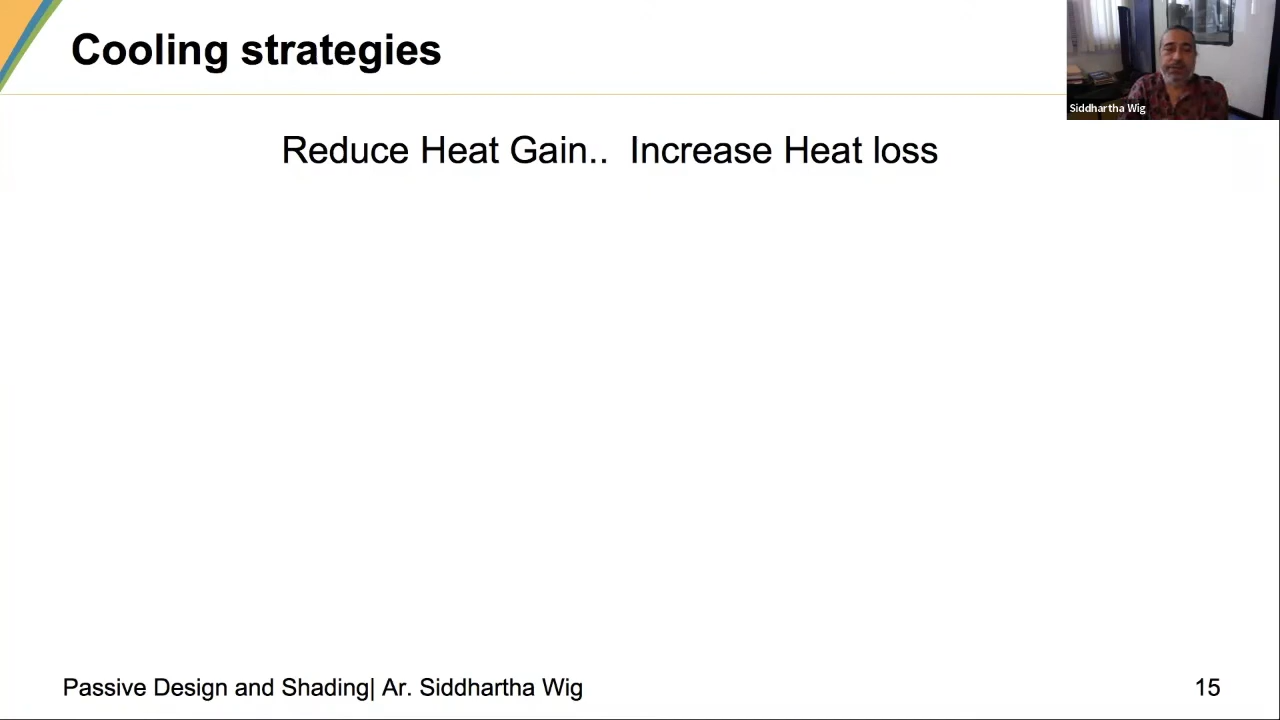 Cooling strategies
Siddhartha Wig
Reduce Heat Gain.. Increase Heat loss
Passive Design and Shading| Ar. Siddhartha Wig
15